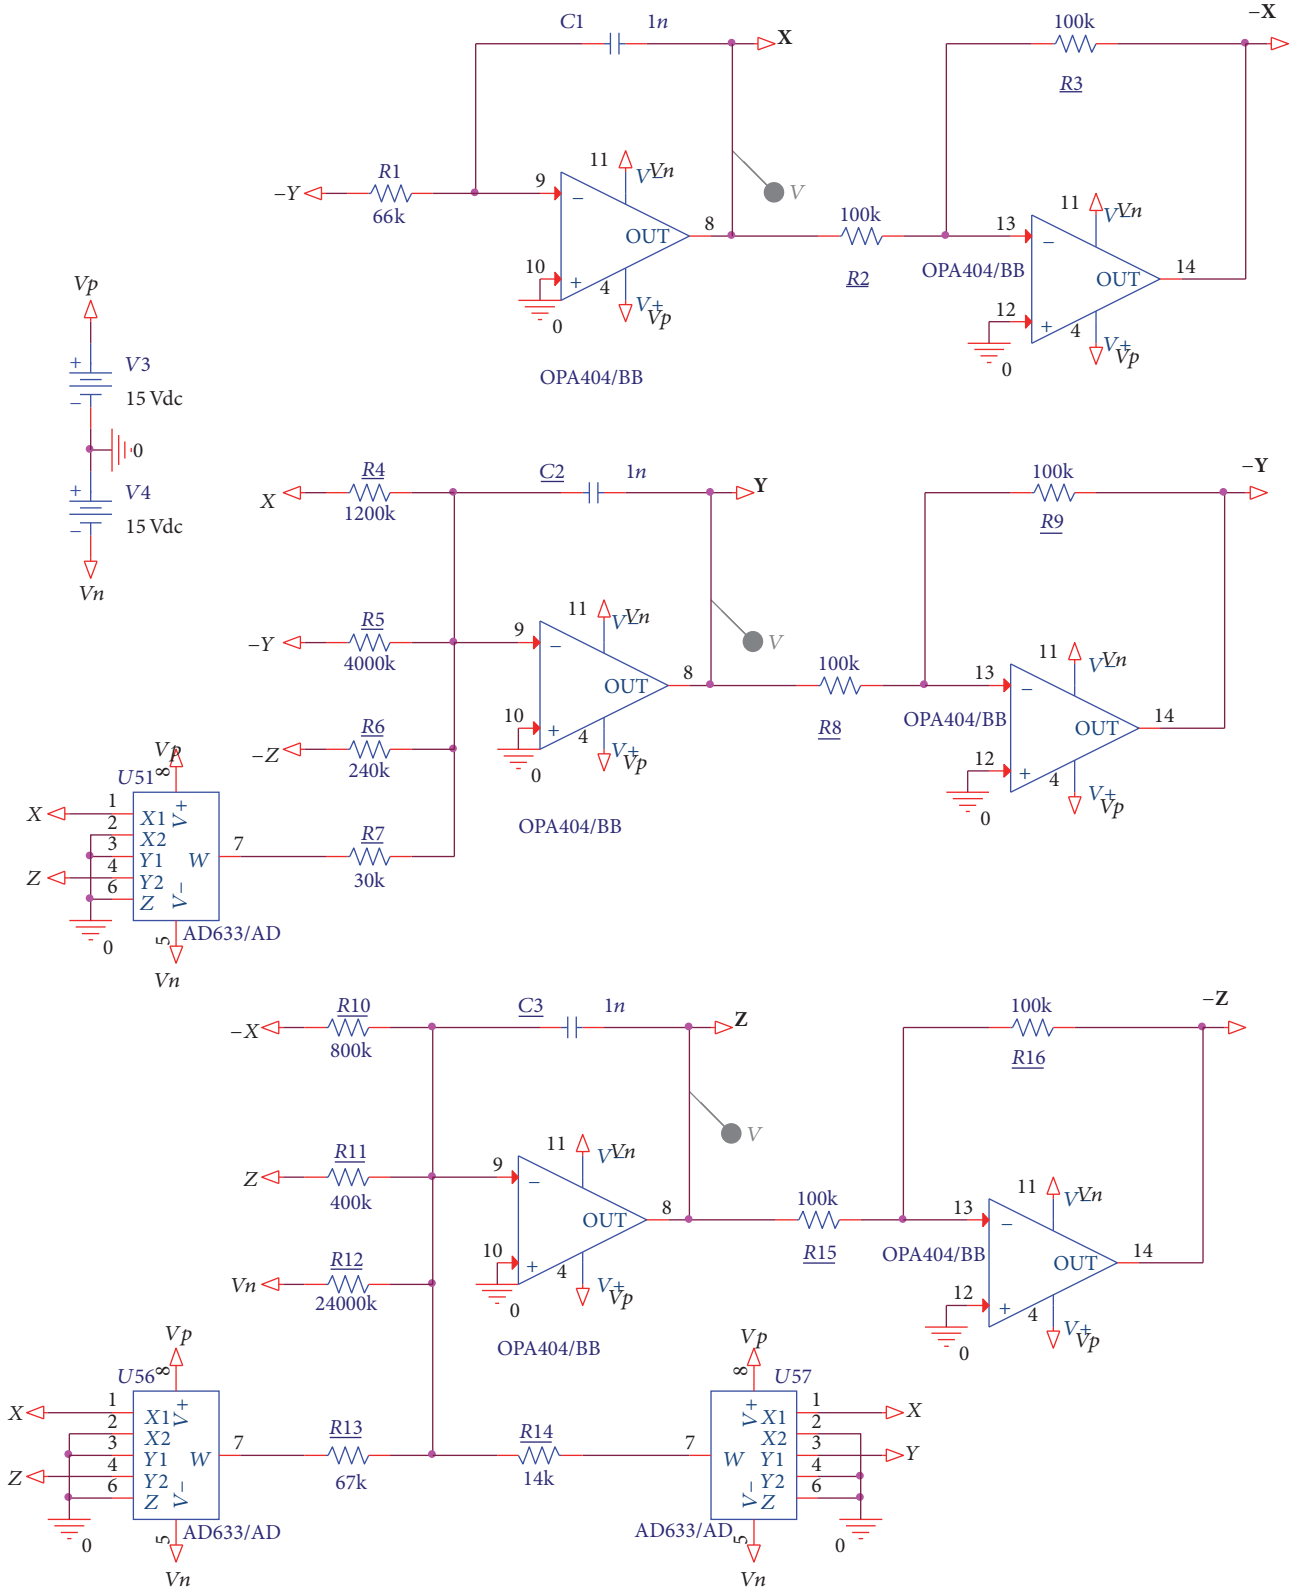 C1 1n X
100k -X
R3
-Y R1
66k
11 V- Vn
9 -
OUT 8
10 +
4 V+ Vp
0
OPA404/BB
V
100k
R2
11 V- Vn
13 -
OPA404/BB
OUT 14
12 +
4 V+ Vp
0
Vp
+ V3
15 Vdc
-
0
+ V4
15 Vdc
-
Vn
X R4
1200k
C2 1n Y
100k -Y
R9
-Y R5
4000k
11 V- Vn
9 -
OUT 8
10 +
4 V+ Vp
0
OPA404/BB
V
100k
R8
11 V- Vn
13 -
OPA404/BB
OUT 14
12 +
4 V+ Vp
0
-Z R6
240k
Vp
8
U51
X 1 X1 V+
2 X2
3 Y1 W 7
Z 4 Y2
6 Z V-
0
5
AD633/AD
Vn
R7
30k
-X R10
800k
C3 1n Z
100k -Z
R16
Z R11
400k
11 V- Vn
9 -
OUT 8
10 +
4 V+ Vp
0
OPA404/BB
V
100k
R15
11 V- Vn
13 -
OPA404/BB
OUT 14
12 +
4 V+ Vp
0
Vn R12
24000k
Vp
8
U56
X 1 X1 V+
2 X2
3 Y1 W 7
Z 4 Y2
6 Z V-
0
5
AD633/AD
Vn
R13
67k
R14
14k
Vp
8
U57
V+ X1 1 X
X2 2
7 W Y1 3 Y
Y2 4
V- Z 6
0
5
AD633/AD
Vn